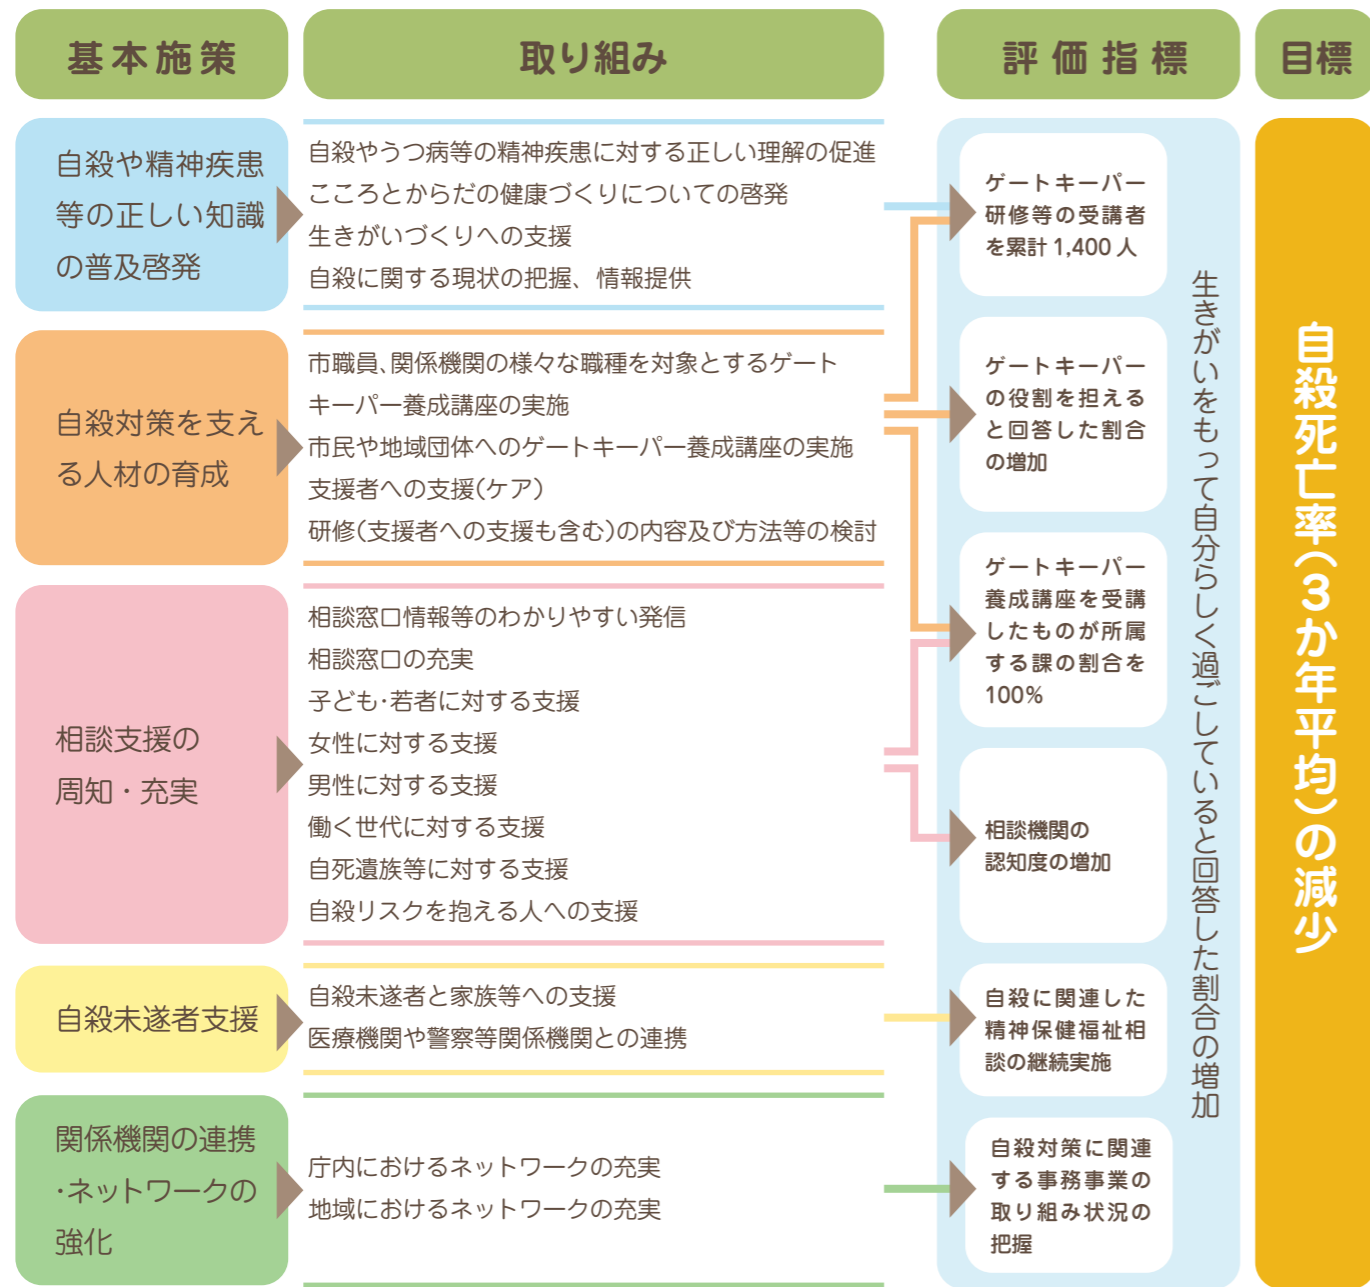 基本施策
取り組み
評価指標
目標
自殺や精神疾患
等の正しい知識
の普及啓発
自殺やうつ病等の精神疾患に対する正しい理解の促進
こころとからだの健康づくりについての啓発
生きがいづくりへの支援
自殺に関する現状の把握、情報提供
自殺対策を支え
る人材の育成
市職員、関係機関の様々な職種を対象とするゲート
キーパー養成講座の実施
市民や地域団体へのゲートキーパー養成講座の実施
支援者への支援(ケア)
研修(支援者への支援も含む)の内容及び方法等の検討
相談支援の
周知・充実
相談窓口情報等のわかりやすい発信
相談窓口の充実
子ども・若者に対する支援
女性に対する支援
男性に対する支援
働く世代に対する支援
自死遺族等に対する支援
自殺リスクを抱える人への支援
自殺未遂者支援
自殺未遂者と家族等への支援
医療機関や警察等関係機関との連携
関係機関の連携
・ネットワークの
強化
庁内におけるネットワークの充実
地域におけるネットワークの充実
ゲートキーパー
研修等の受講者
を累計1,400人
ゲートキーパー
の役割を担える
と回答した割合
の増加
ゲートキーパー
養成講座を受講
したものが所属
する課の割合を
100%
相談機関の
認知度の増加
自殺に関連した
精神保健福祉相
談の継続実施
自殺対策に関連
する事務事業の
取り組み状況の
把握
生きがいをもって自分らしく過ごしていると回答した割合の増加
自殺死亡率(3か年平均)の減少